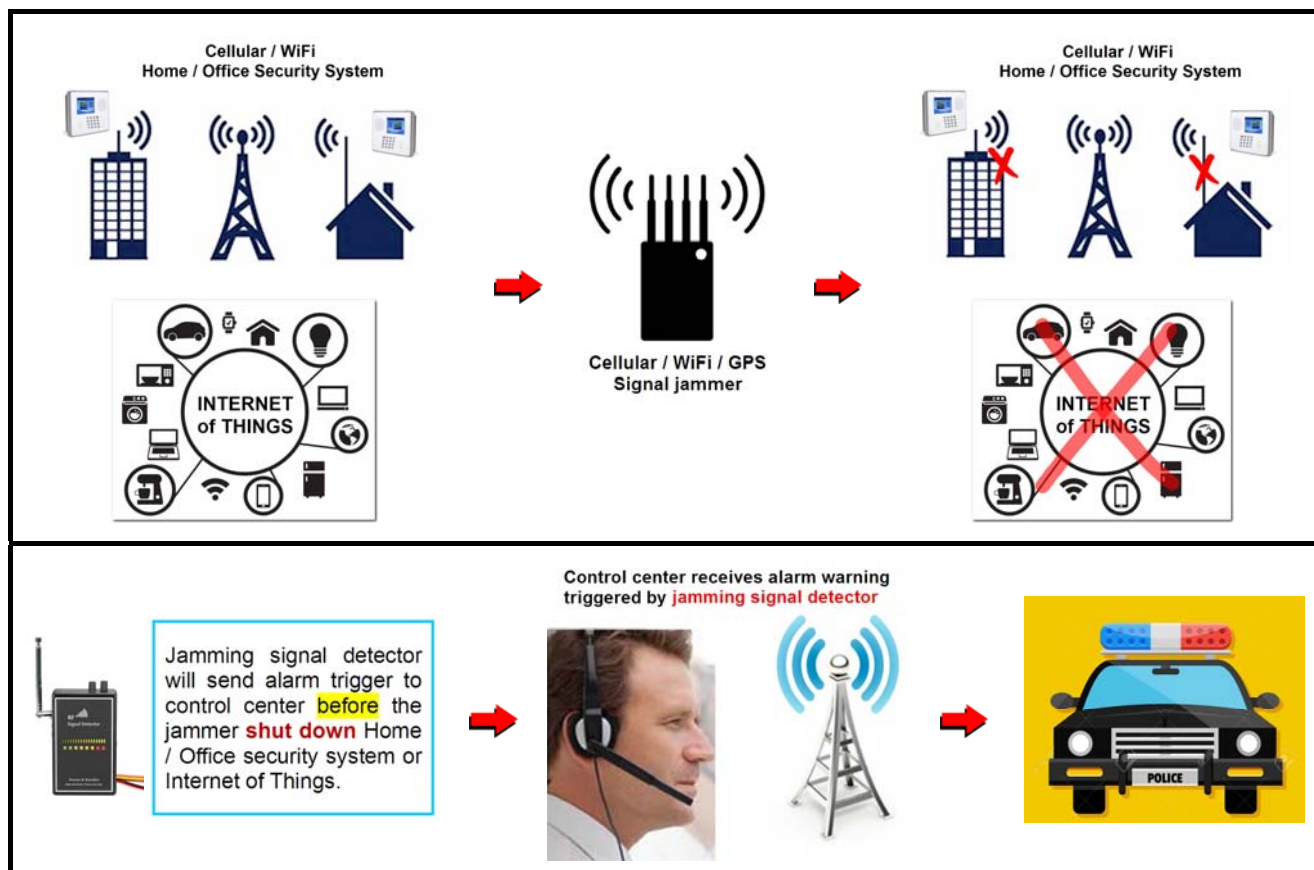 Cellular / WiFi
Home / Office Security System
Cellular / WiFi
Home / Office Security System
INTERNET
of THINGS
Cellular / WiFi / GPS
Signal jammer
INTERNET
of THINGS
RF
Signal Detector
Jamming signal detector
will send alarm trigger to
control center before the
jammer shut down Home
/ Office security system or
Internet of Things.
Control center receives alarm warning
triggered by jamming signal detector
POLICE